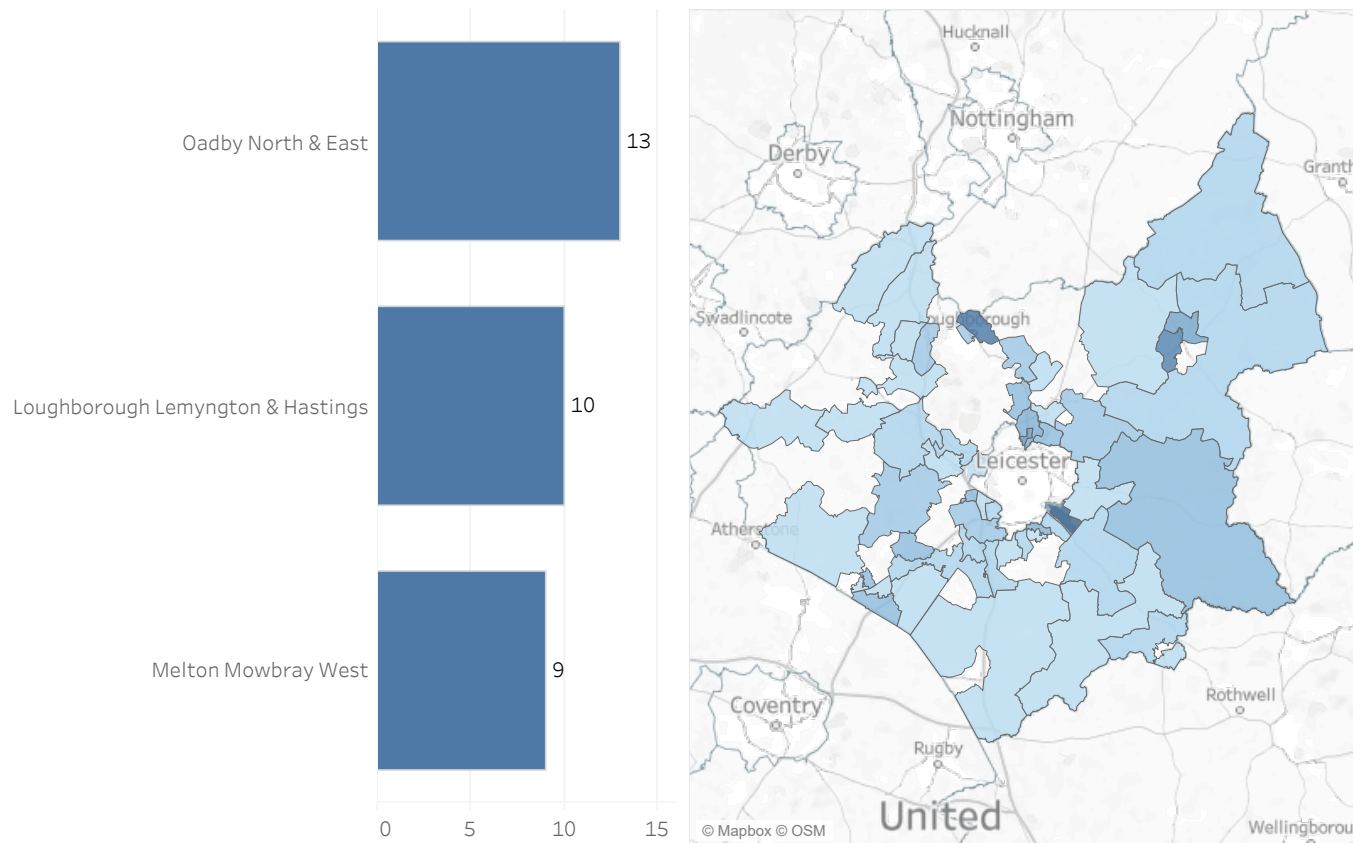 Oadby North & East
13
Loughborough Lemyngton & Hastings
10
Melton Mowbray West
9
0 5 10 15
Hucknall
Nottingham
Derby
Granth
Swadlincote
oughborough
Leicester
Atherstone
Coventry
Rothwell
Rugby
United
Wellingborou
© Mapbox © OSM